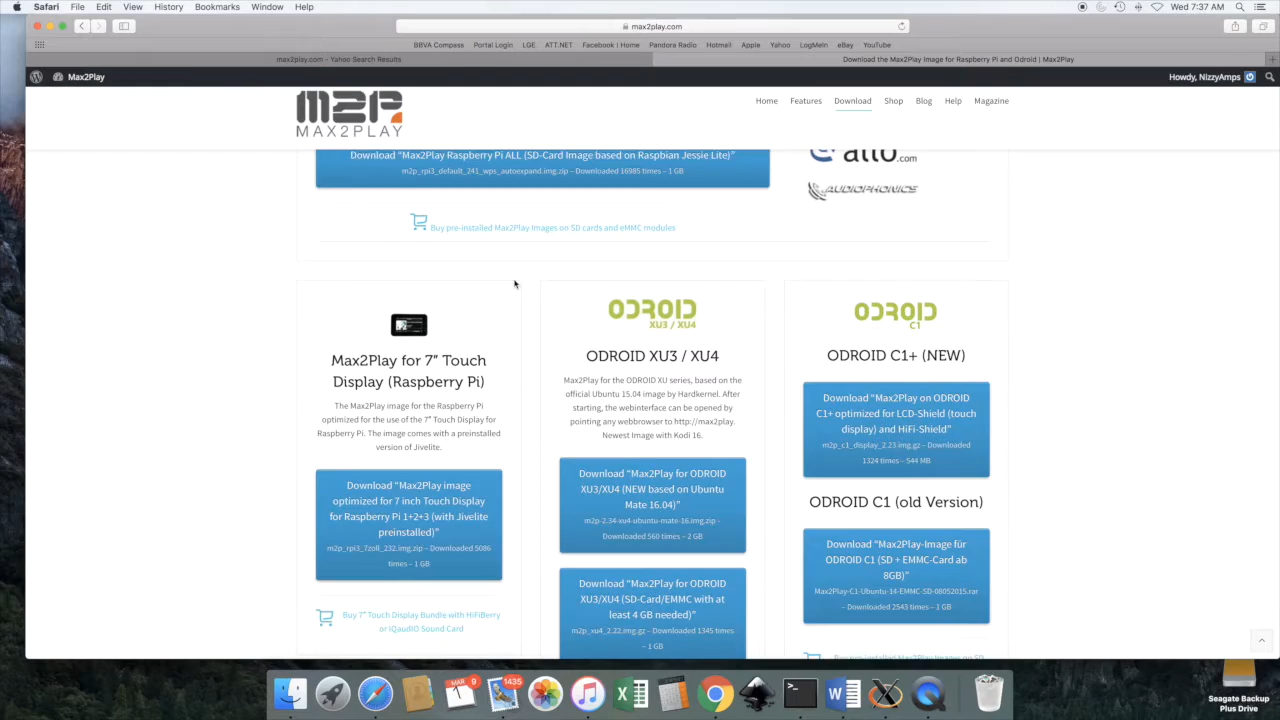 Safari File Edit View History Bookmarks Window Help
Wed 7:37 AM
max2play.com
BBVA Compass Portal Login LGE ATT.NET Facebook | Home Pandora Radio Hotmail Apple Yahoo LogMeIn eBay YouTube
max2play.com - Yahoo Search Results
Download the Max2Play Image for Raspberry Pi and Odroid | Max2Play
Max2Play
Howdy, NizzyAmps
M2P
MAX2PLAY
Home Features Download Shop Blog Help Magazine
Download “Max2Play Raspberry Pi ALL (SD-Card Image based on Raspbian Jessie Lite)”
m2p_rpi3_default_241_wps_autoexpand.img.zip – Downloaded 16985 times – 1 GB
allo.com
AUDIOPHONICS
Buy pre-installed Max2Play Images on SD cards and eMMC modules
Max2Play for 7″ Touch
Display (Raspberry Pi)
The Max2Play image for the Raspberry Pi
optimized for the use of the 7″ Touch Display for
Raspberry Pi. The image comes with a preinstalled
version of Jivelite.
Download “Max2Play image
optimized for 7 inch Touch Display
for Raspberry Pi 1+2+3 (with Jivelite
preinstalled)”
m2p_rpi3_7zoll_232.img.zip – Downloaded 5086
times – 1 GB
Buy 7″ Touch Display Bundle with HiFiBerry
or IQaudIO Sound Card
ODROID
XU3 / XU4
ODROID XU3 / XU4
Max2Play for the ODROID XU series, based on the
official Ubuntu 15.04 image by Hardkernel. After
starting, the webinterface can be opened by
pointing any webbrowser to http://max2play.
Newest Image with Kodi 16.
Download “Max2Play for ODROID
XU3/XU4 (NEW based on Ubuntu
Mate 16.04)”
m2p-2.34-xu4-ubuntu-mate-16.img.zip –
Downloaded 560 times – 2 GB
Download “Max2Play for ODROID
XU3/XU4 (SD-Card/EMMC with at
least 4 GB needed)”
m2p_xu4_2.22.img.gz – Downloaded 1345 times
– 1 GB
ODROID
C1
ODROID C1+ (NEW)
Download “Max2Play on ODROID
C1+ optimized for LCD-Shield (touch
display) and HiFi-Shield”
m2p_c1_display_2.23.img.gz – Downloaded
1324 times – 544 MB
ODROID C1 (old Version)
Download “Max2Play-Image für
ODROID C1 (SD + EMMC-Card ab
8GB)”
Max2Play-C1-Ubuntu-14-EMMC-SD-08052015.rar
– Downloaded 2543 times – 1 GB
Buy pre-installed Max2Play Images on SD
MAR 9
1435
Seagate Backup
Plus Drive